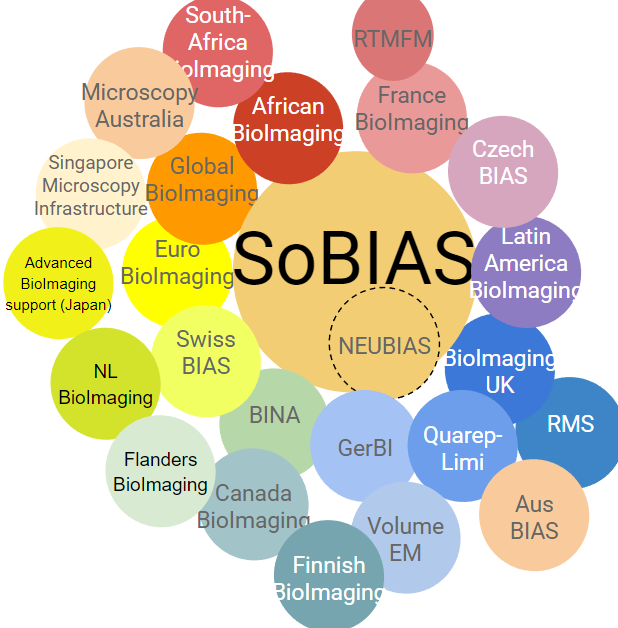 South-
Africa
BioImaging
RTMFM
Microscopy
Australia
African
BioImaging
France
BioImaging
Czech
BIAS
Singapore
Microscopy
Infrastructure
Global
BioImaging
Latin
America
BioImaging
Advanced
BioImaging
support (Japan)
Euro
BioImaging
SoBIAS
NEUBIAS
Swiss
BIAS
BioImaging
UK
NL
BioImaging
BINA
GerBI
Quarep-
Limi
RMS
Flanders
BioImaging
Canada
BioImaging
Volume
EM
Aus
BIAS
Finnish
BioImaging